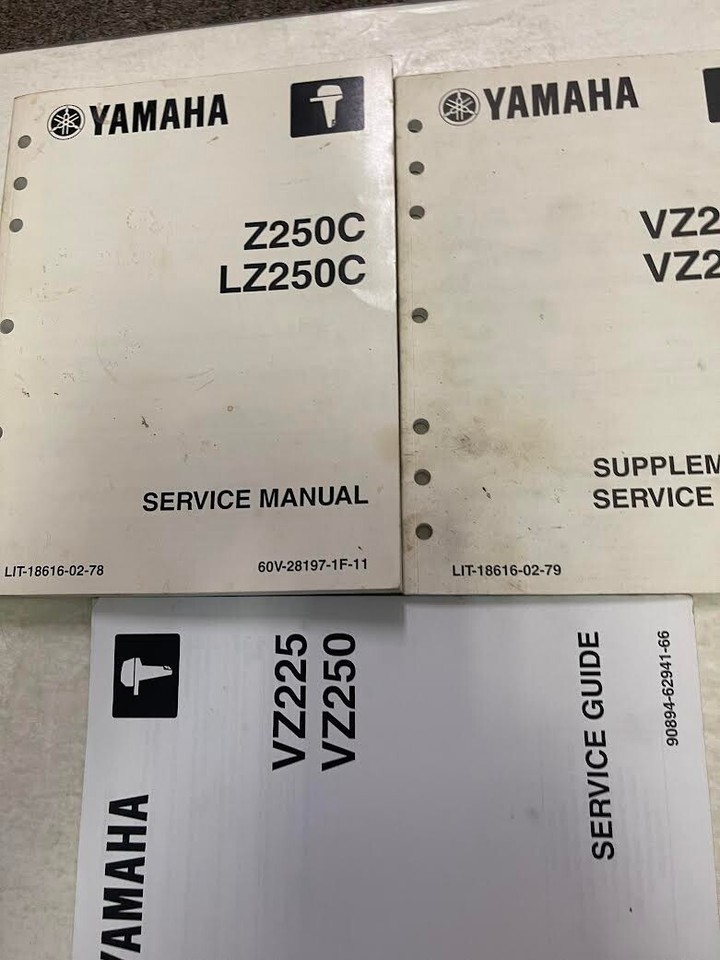 YAMAHA
Z250C
LZ250C
SERVICE MANUAL
LIT-18616-02-78
60V-28197-1F-11
YAMAHA
VZ2
VZ2
SUPPLEM
SERVICE
LIT-18616-02-79
YAMAHA
VZ225
VZ250
SERVICE GUIDE
90894-62941-66